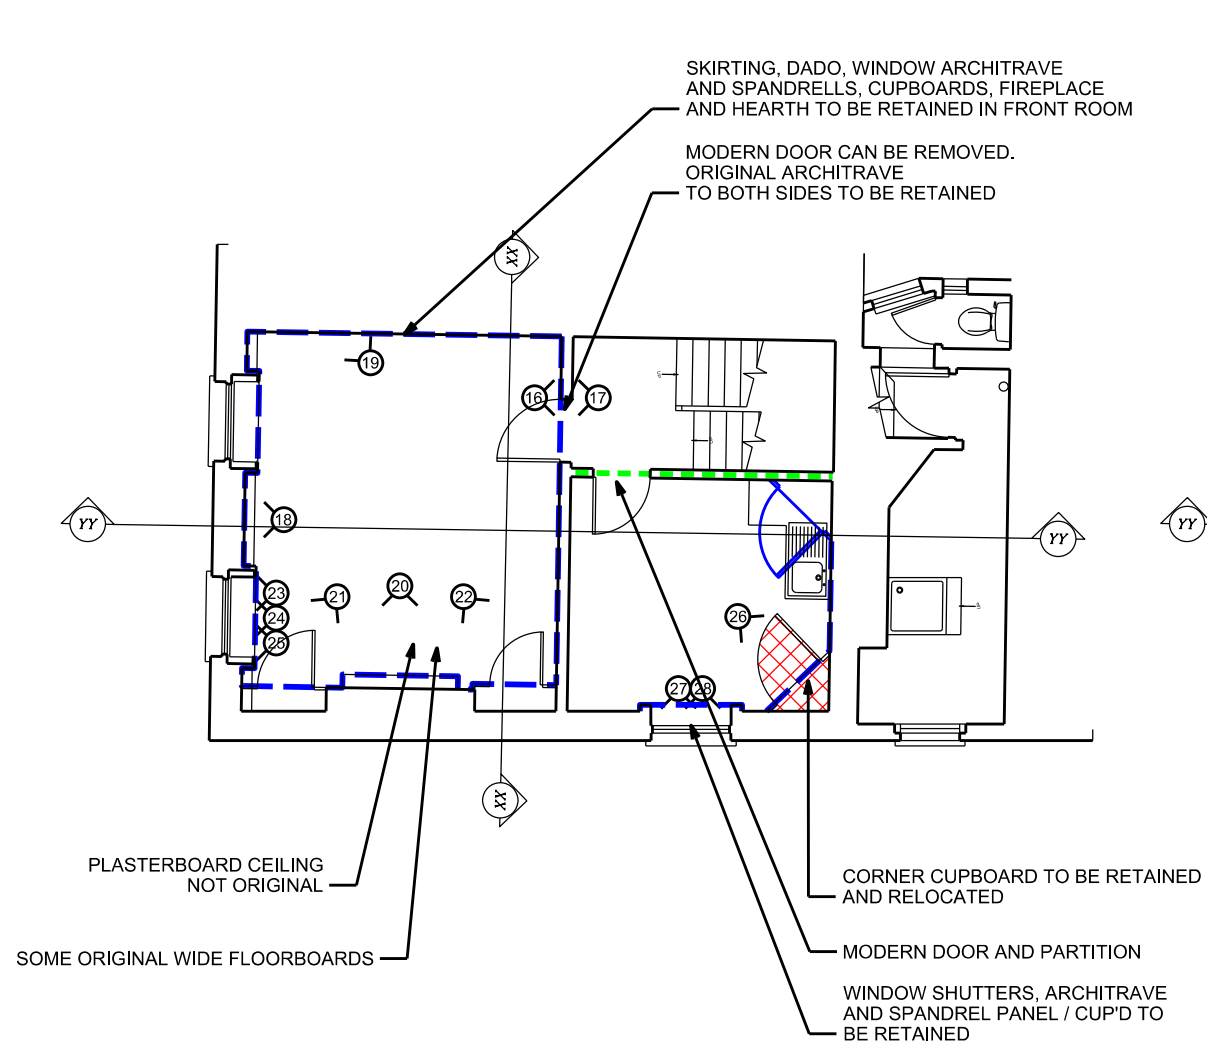 SKIRTING, DADO, WINDOW ARCHITRAVE
AND SPANDRELLS, CUPBOARDS, FIREPLACE
AND HEARTH TO BE RETAINED IN FRONT ROOM
MODERN DOOR CAN BE REMOVED.
ORIGINAL ARCHITRAVE
TO BOTH SIDES TO BE RETAINED
XX
19
16
17
18
YY
YY
YY
23
24
25
21
20
22
26
27
28
XX
PLASTERBOARD CEILING
NOT ORIGINAL
SOME ORIGINAL WIDE FLOORBOARDS
CORNER CUPBOARD TO BE RETAINED
AND RELOCATED
MODERN DOOR AND PARTITION
WINDOW SHUTTERS, ARCHITRAVE
AND SPANDREL PANEL / CUP'D TO
BE RETAINED